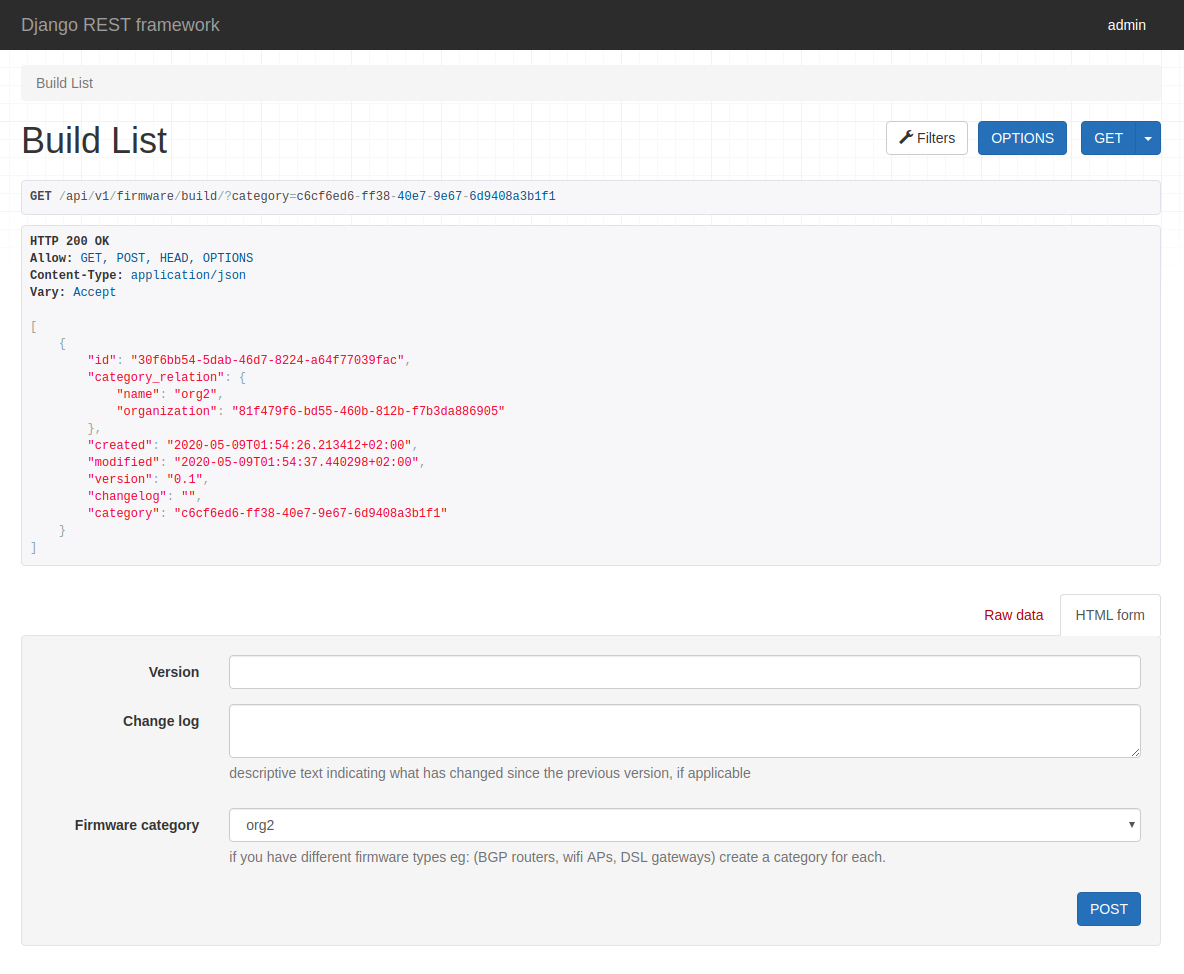 Django REST framework
admin
Build List
Build List
Filters
OPTIONS
GET
GET /api/v1/firmware/build/?category=c6cf6ed6-ff38-40e7-9e67-6d9408a3b1f1
HTTP 200 OK
Allow: GET, POST, HEAD, OPTIONS
Content-Type: application/json
Vary: Accept
[
    {
        "id": "30f6bb54-5dab-46d7-8224-a64f77039fac",
        "category_relation": {
            "name": "org2",
            "organization": "81f479f6-bd55-460b-812b-f7b3da886905"
        },
        "created": "2020-05-09T01:54:26.213412+02:00",
        "modified": "2020-05-09T01:54:37.440298+02:00",
        "version": "0.1",
        "changelog": "",
        "category": "c6cf6ed6-ff38-40e7-9e67-6d9408a3b1f1"
    }
]
Raw data
HTML form
Version
Change log
descriptive text indicating what has changed since the previous version, if applicable
Firmware category
org2
if you have different firmware types eg: (BGP routers, wifi APs, DSL gateways) create a category for each.
POST